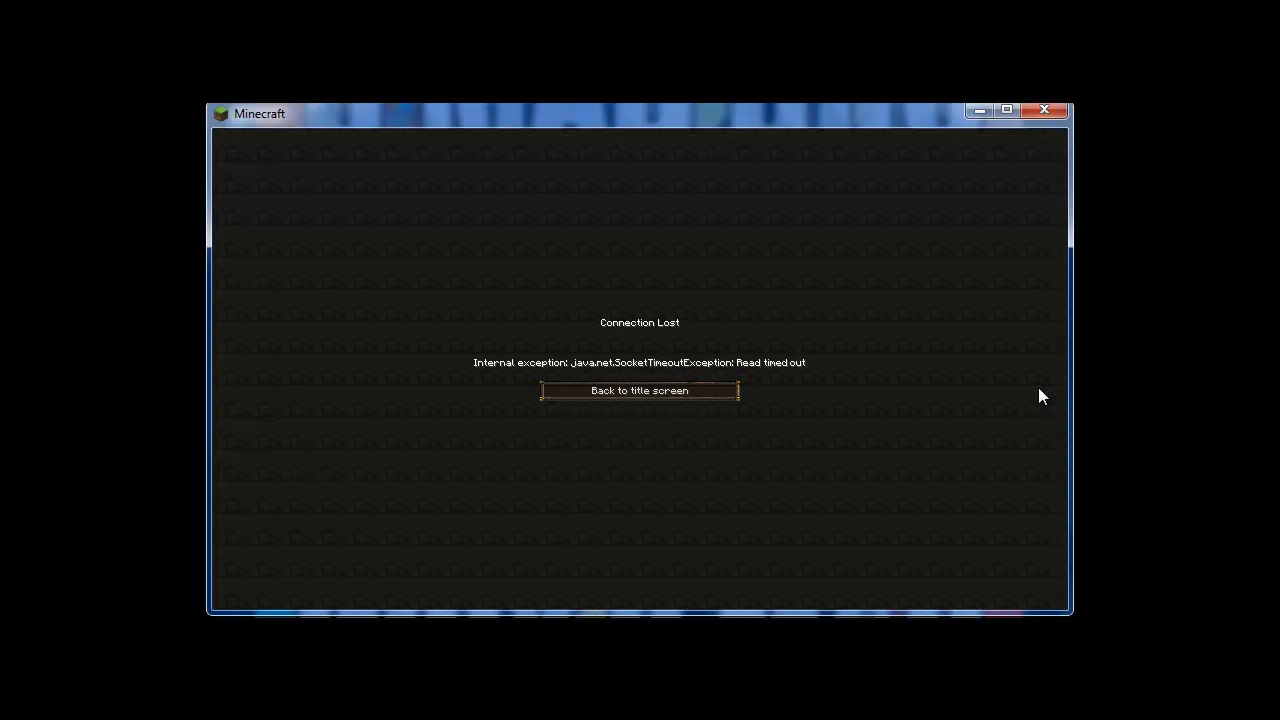 Minecraft
Connection Lost
Internal exception: java.net.SocketTimeoutException: Read timed out
Back to title screen